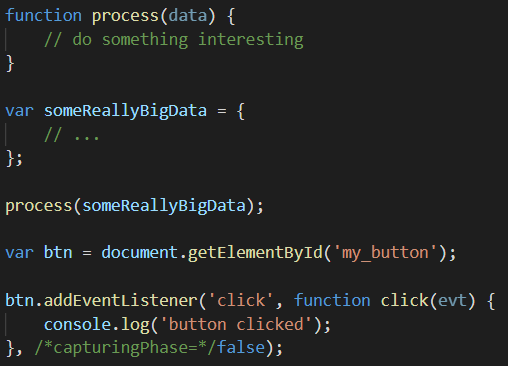 function process(data) {
    // do something interesting
}
var someReallyBigData = {
    // ...
};
process(someReallyBigData);
var btn = document.getElementById('my_button');
btn.addEventListener('click', function click(evt) {
    console.log('button clicked');
}, /*capturingPhase=*/false);